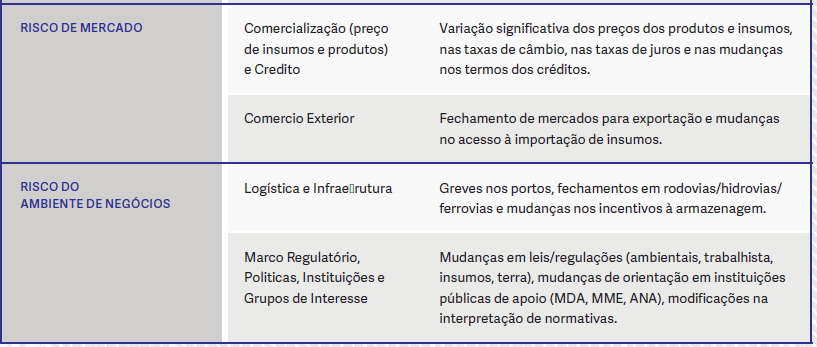 RISCO DE MERCADO
Comercialização (preço
de insumos e produtos)
e Credito
Variação significativa dos preços dos produtos e insumos,
nas taxas de câmbio, nas taxas de juros e nas mudanças
nos termos dos créditos.
Comercio Exterior
Fechamento de mercados para exportação e mudanças
no acesso à importação de insumos.
RISCO DO
AMBIENTE DE NEGÓCIOS
Logística e Infrae▯rutura
Greves nos portos, fechamentos em rodovias/hidrovias/
ferrovias e mudanças nos incentivos à armazenagem.
Marco Regulatório,
Politicas, Instituições e
Grupos de Interesse
Mudanças em leis/regulações (ambientais, trabalhista,
insumos, terra), mudanças de orientação em instituições
públicas de apoio (MDA, MME, ANA), modificações na
interpretação de normativas.